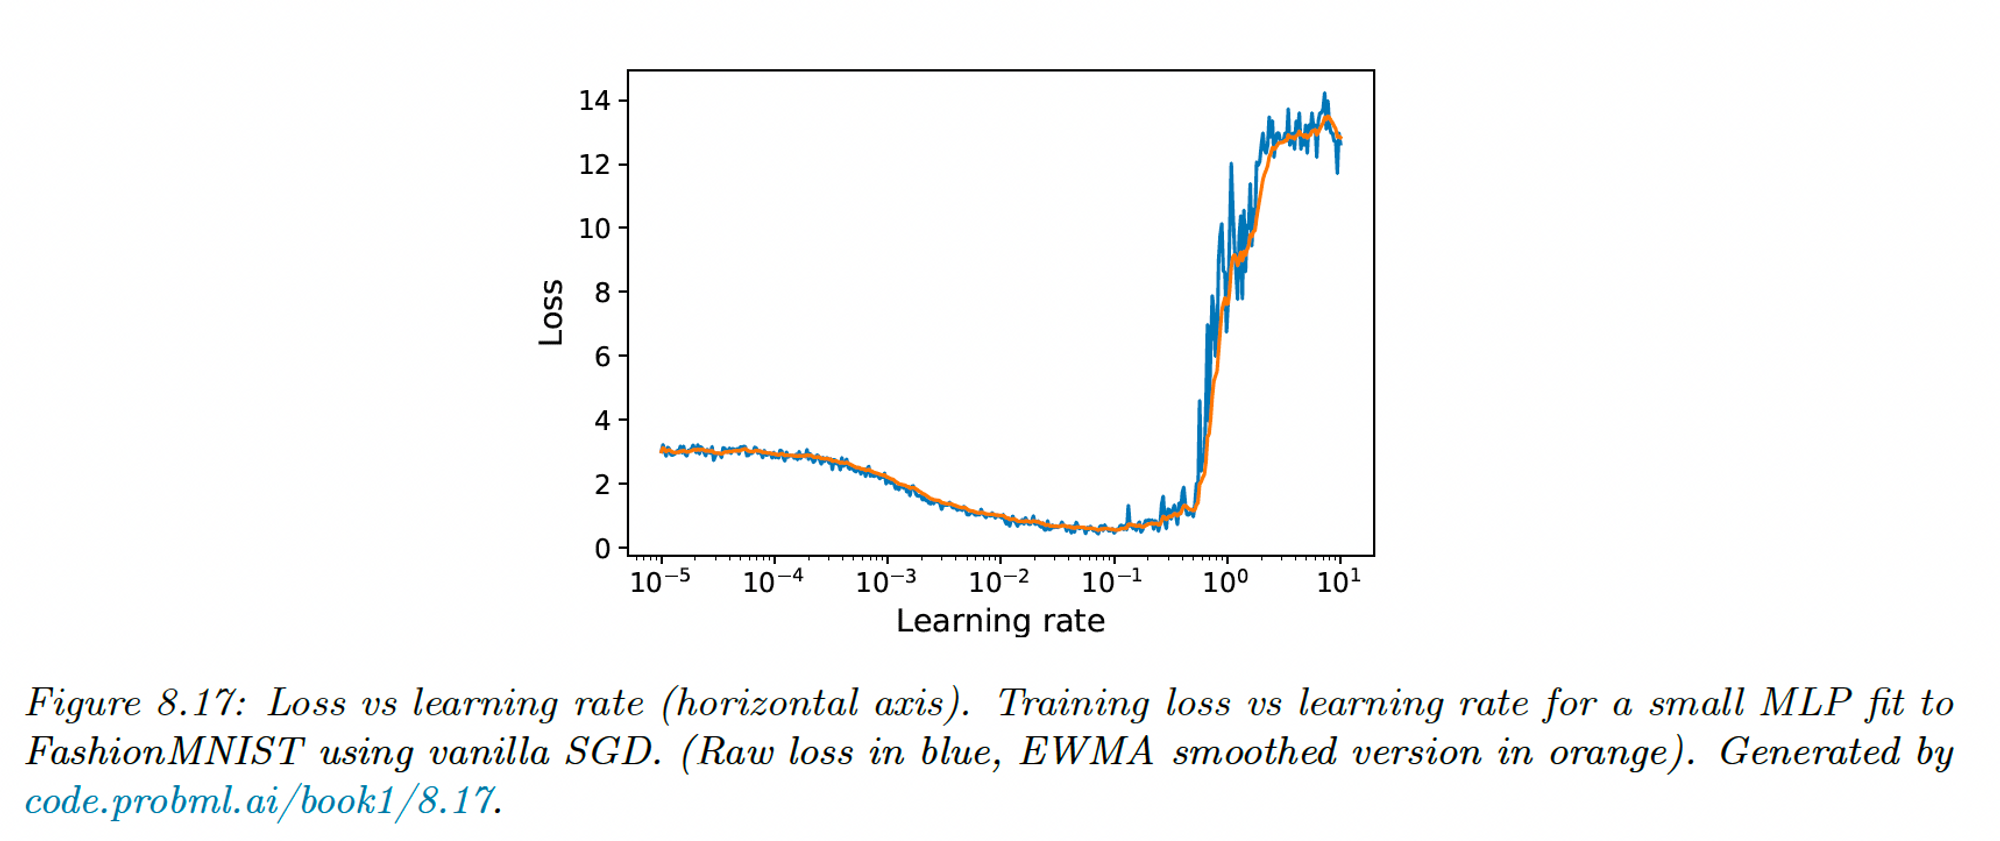 14
12
10
8
6
4
2
0
Loss
10⁻⁵ 10⁻⁴ 10⁻³ 10⁻² 10⁻¹ 10⁰ 10¹
Learning rate
Figure 8.17: Loss vs learning rate (horizontal axis). Training loss vs learning rate for a small MLP fit to
FashionMNIST using vanilla SGD. (Raw loss in blue, EWMA smoothed version in orange). Generated by
code.probml.ai/book1/8.17.